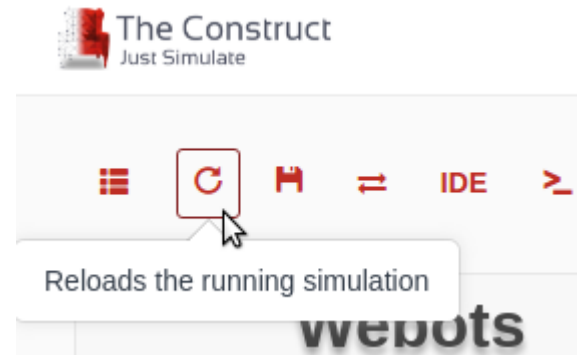 The Construct
Just Simulate
IDE >_
Reloads the running simulation
Webots